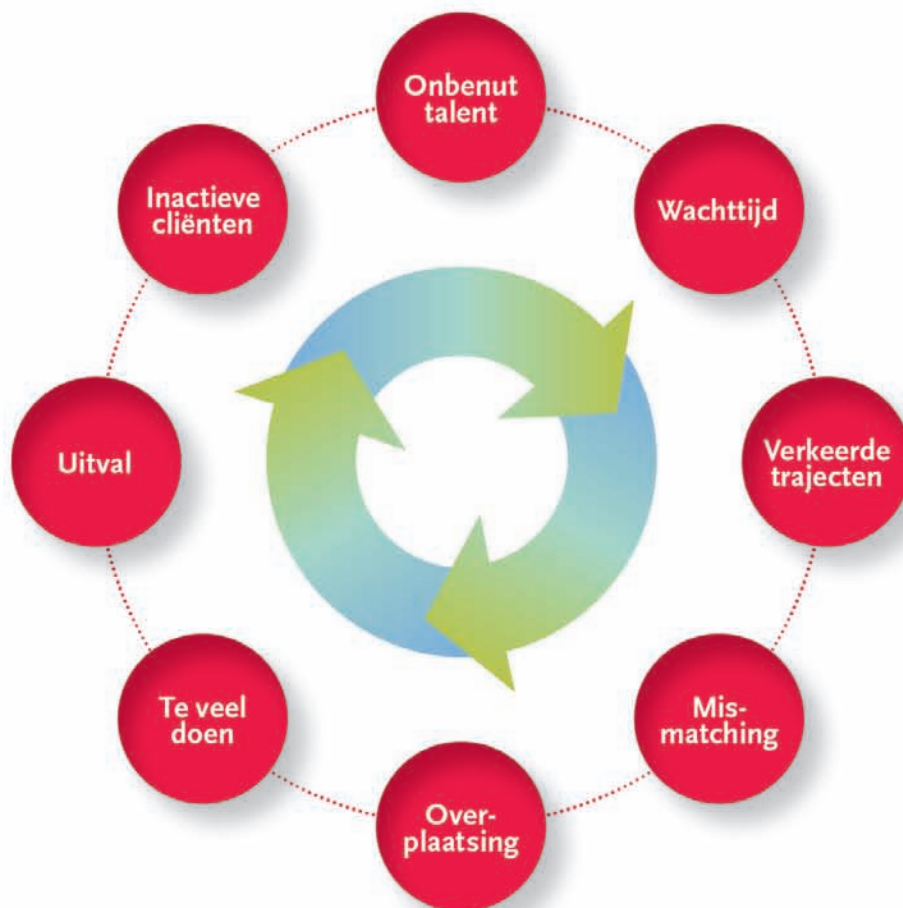 Onbenut
talent
Wachttijd
Verkeerde
trajecten
Mis-
matching
Over-
plaatsing
Te veel
doen
Uitval
Inactieve
cliënten